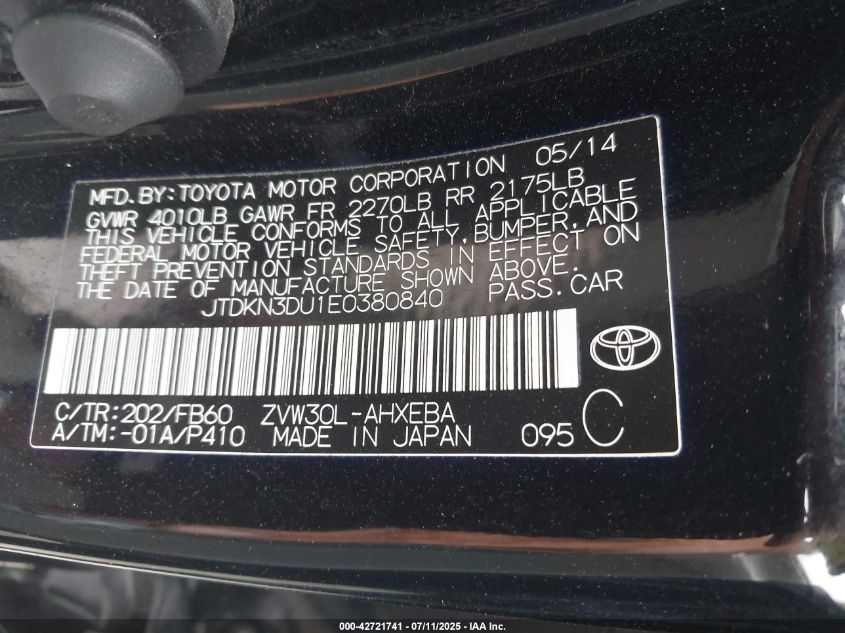 MFD. BY: TOYOTA MOTOR CORPORATION 05/14
GVWR 4010LB GAWR FR 2270LB RR 2175LB
THIS VEHICLE CONFORMS TO ALL APPLICABLE
FEDERAL MOTOR VEHICLE SAFETY, BUMPER, AND
THEFT PREVENTION STANDARDS IN EFFECT ON
THE DATE OF MANUFACTURE SHOWN ABOVE.
JTDKN3DU1E0380840 PASS. CAR
C/TR: 202/FB60 ZVW30L-AHXEBA
A/TM: -01A/P410 MADE IN JAPAN 095 C
000-42721741 - 07/11/2025 - IAA Inc.